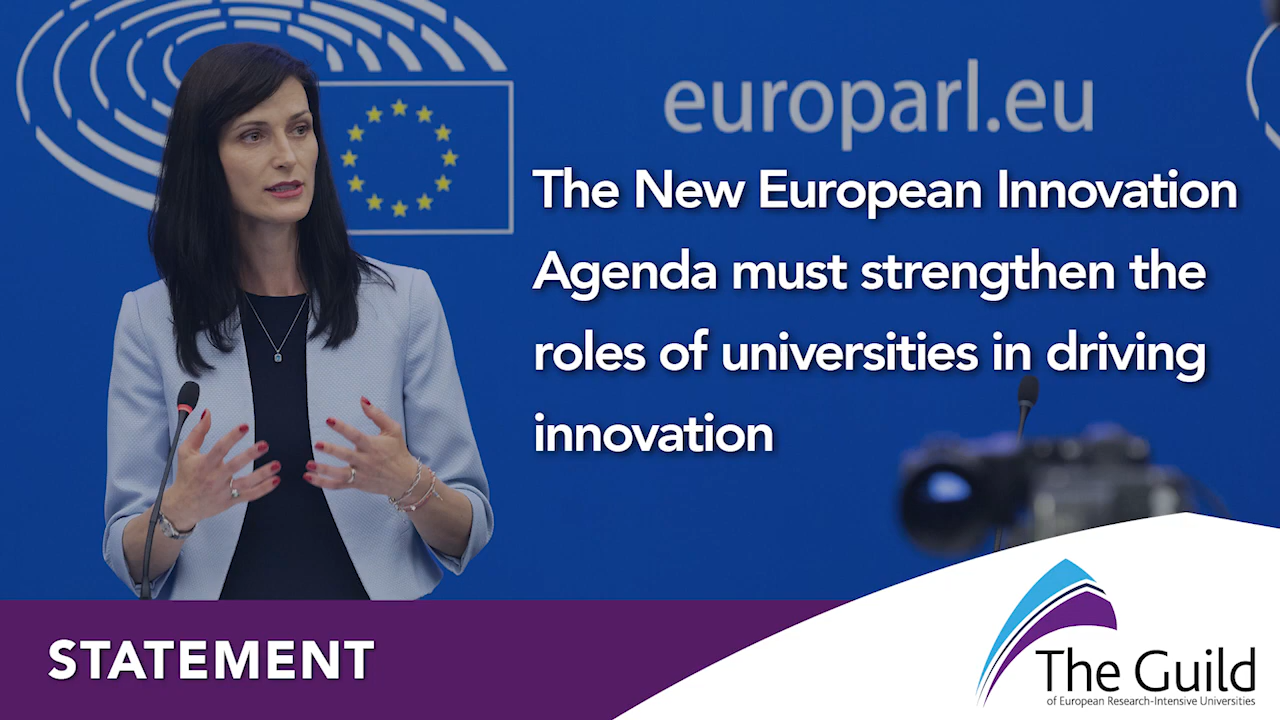 europarl.eu
The New European Innovation
Agenda must strengthen the
roles of universities in driving
innovation
STATEMENT
The Guild
of European Research-Intensive Universities